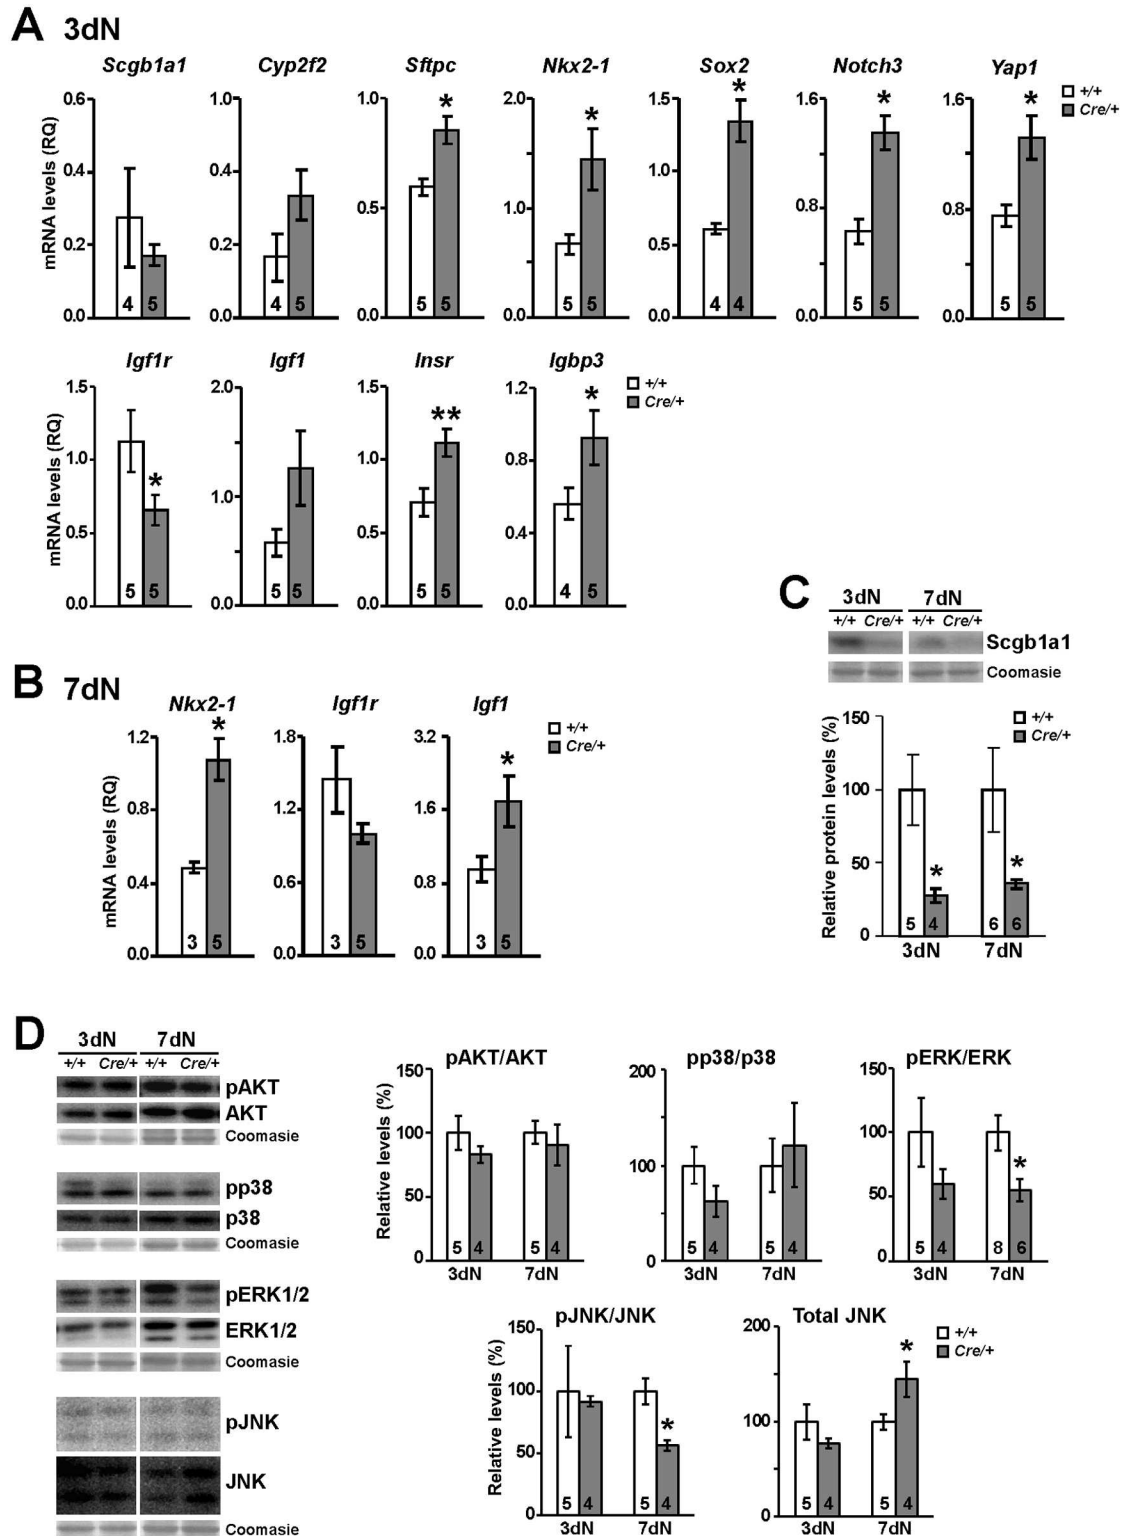 A 3dN
Scgb1a1 Cyp2f2 Sftpc Nkx2-1 Sox2 Notch3 Yap1
+/+
Cre/+
mRNA levels (RQ)
0.6 0.4 0.2 0.0
4 5
1.0 0.4 0.2 0.0
4 5
1.0 0.5 0.0
*
5 5
2.0 1.0 0.0
*
5 5
1.5 1.0 0.5 0.0
*
4 4
1.6 0.8 0.0
*
5 5
1.6 0.8 0.0
*
5 5
Igf1r Igf1 Insr Igbp3
+/+
Cre/+
mRNA levels (RQ)
1.5 1.0 0.5 0.0
*
5 5
2.0 1.0 0.0
5 5
1.5 1.0 0.5 0.0
**
5 5
1.2 0.8 0.4 0.0
*
4 5
B 7dN
Nkx2-1 Igf1r Igf1
+/+
Cre/+
mRNA levels (RQ)
1.2 0.8 0.4 0.0
*
3 5
1.8 1.2 0.6 0.0
3 5
3.2 1.6 0.8 0.0
*
3 5
C
3dN 7dN
+/+ Cre/+ +/+ Cre/+
Scgb1a1
Coomasie
+/+
Cre/+
Relative protein levels (%)
150 100 50 0
* *
5 4 6 6
3dN 7dN
D
3dN 7dN
+/+ Cre/+ +/+ Cre/+
pAKT
AKT
Coomasie
pp38
p38
Coomasie
pERK1/2
ERK1/2
Coomasie
pJNK
JNK
Coomasie
pAKT/AKT
Relative levels (%)
150 100 50 0
5 4 5 4
3dN 7dN
pp38/p38
200 100 0
5 4 5 4
3dN 7dN
pERK/ERK
150 100 50 0
*
5 4 8 6
3dN 7dN
pJNK/JNK
Relative levels (%)
150 100 50 0
*
5 4 5 4
3dN 7dN
Total JNK
+/+
Cre/+
200 100 0
*
5 4 5 4
3dN 7dN